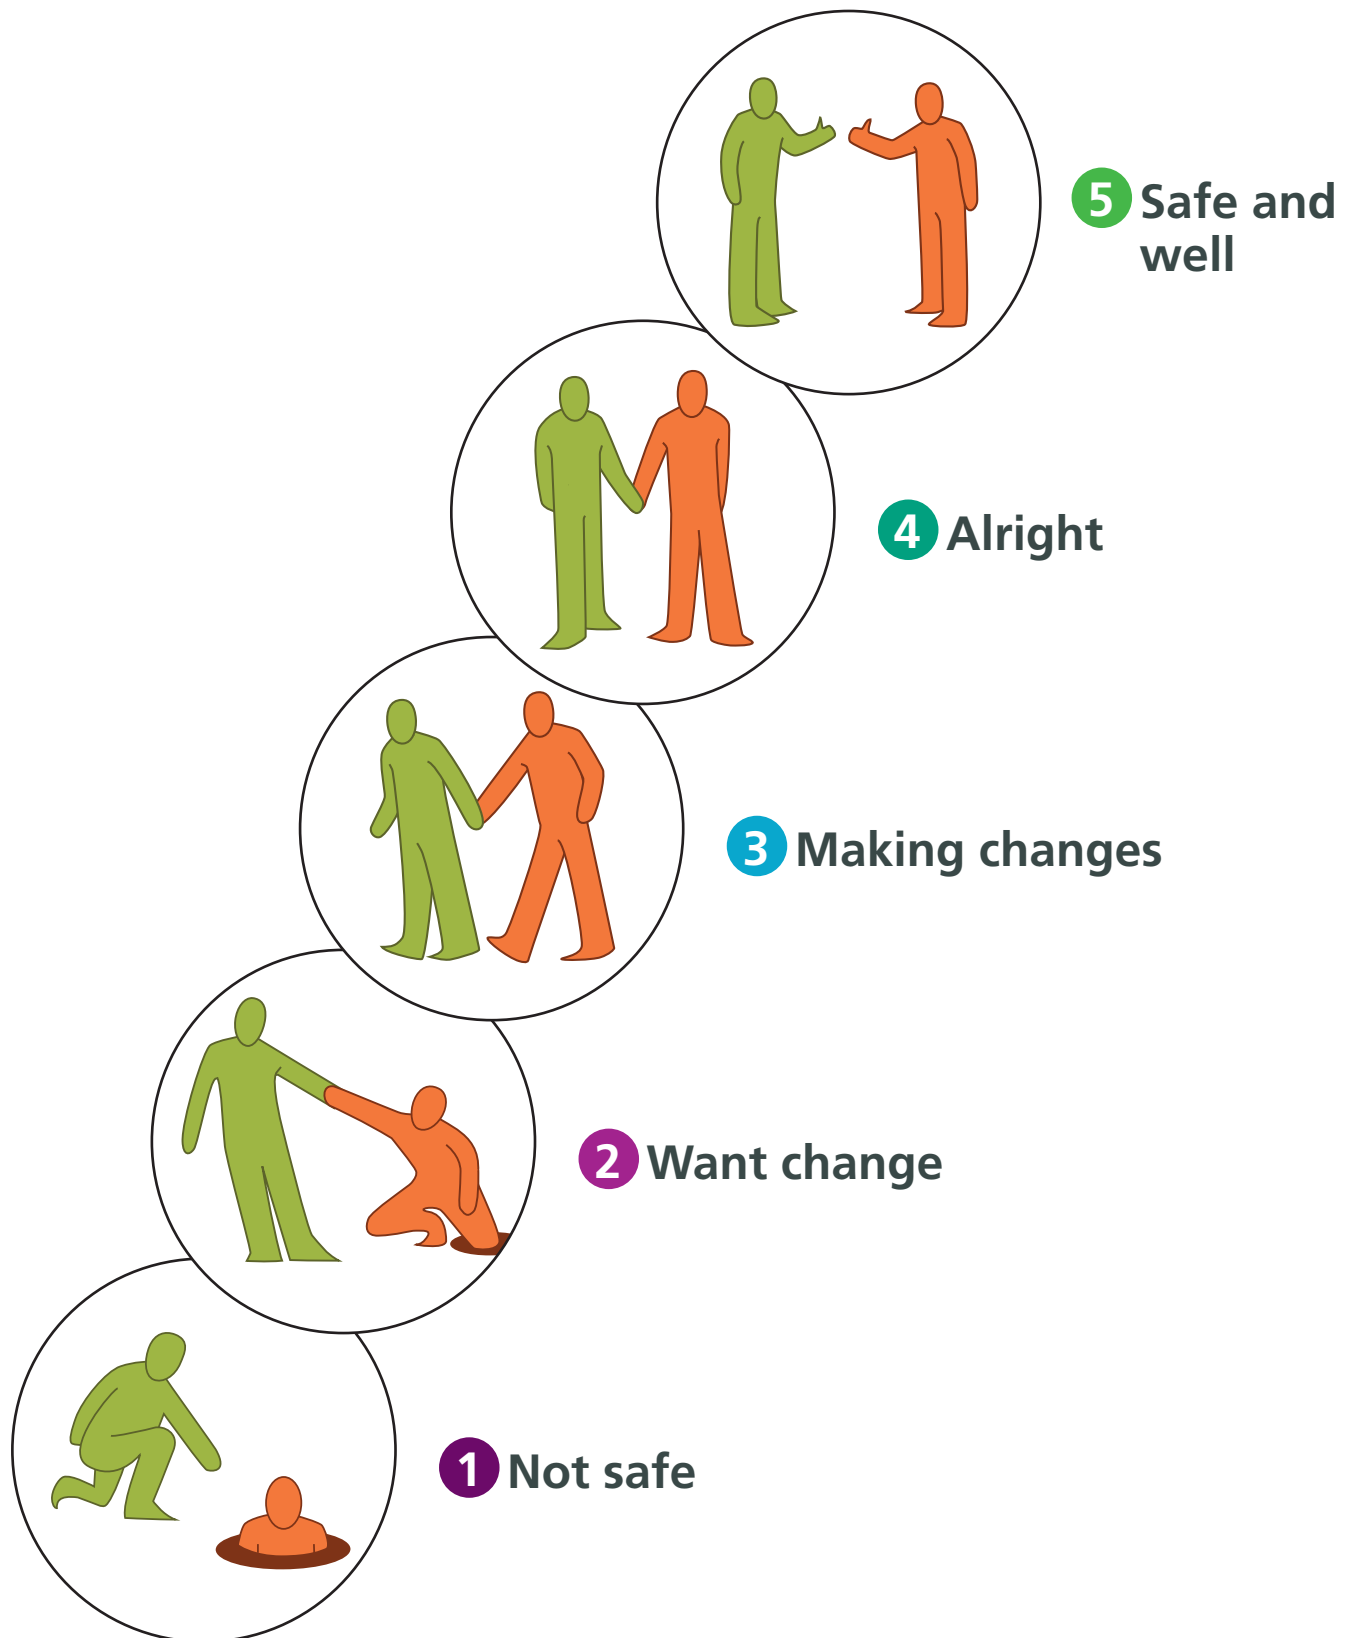 5 Safe and
well
4 Alright
3 Making changes
2 Want change
1 Not safe